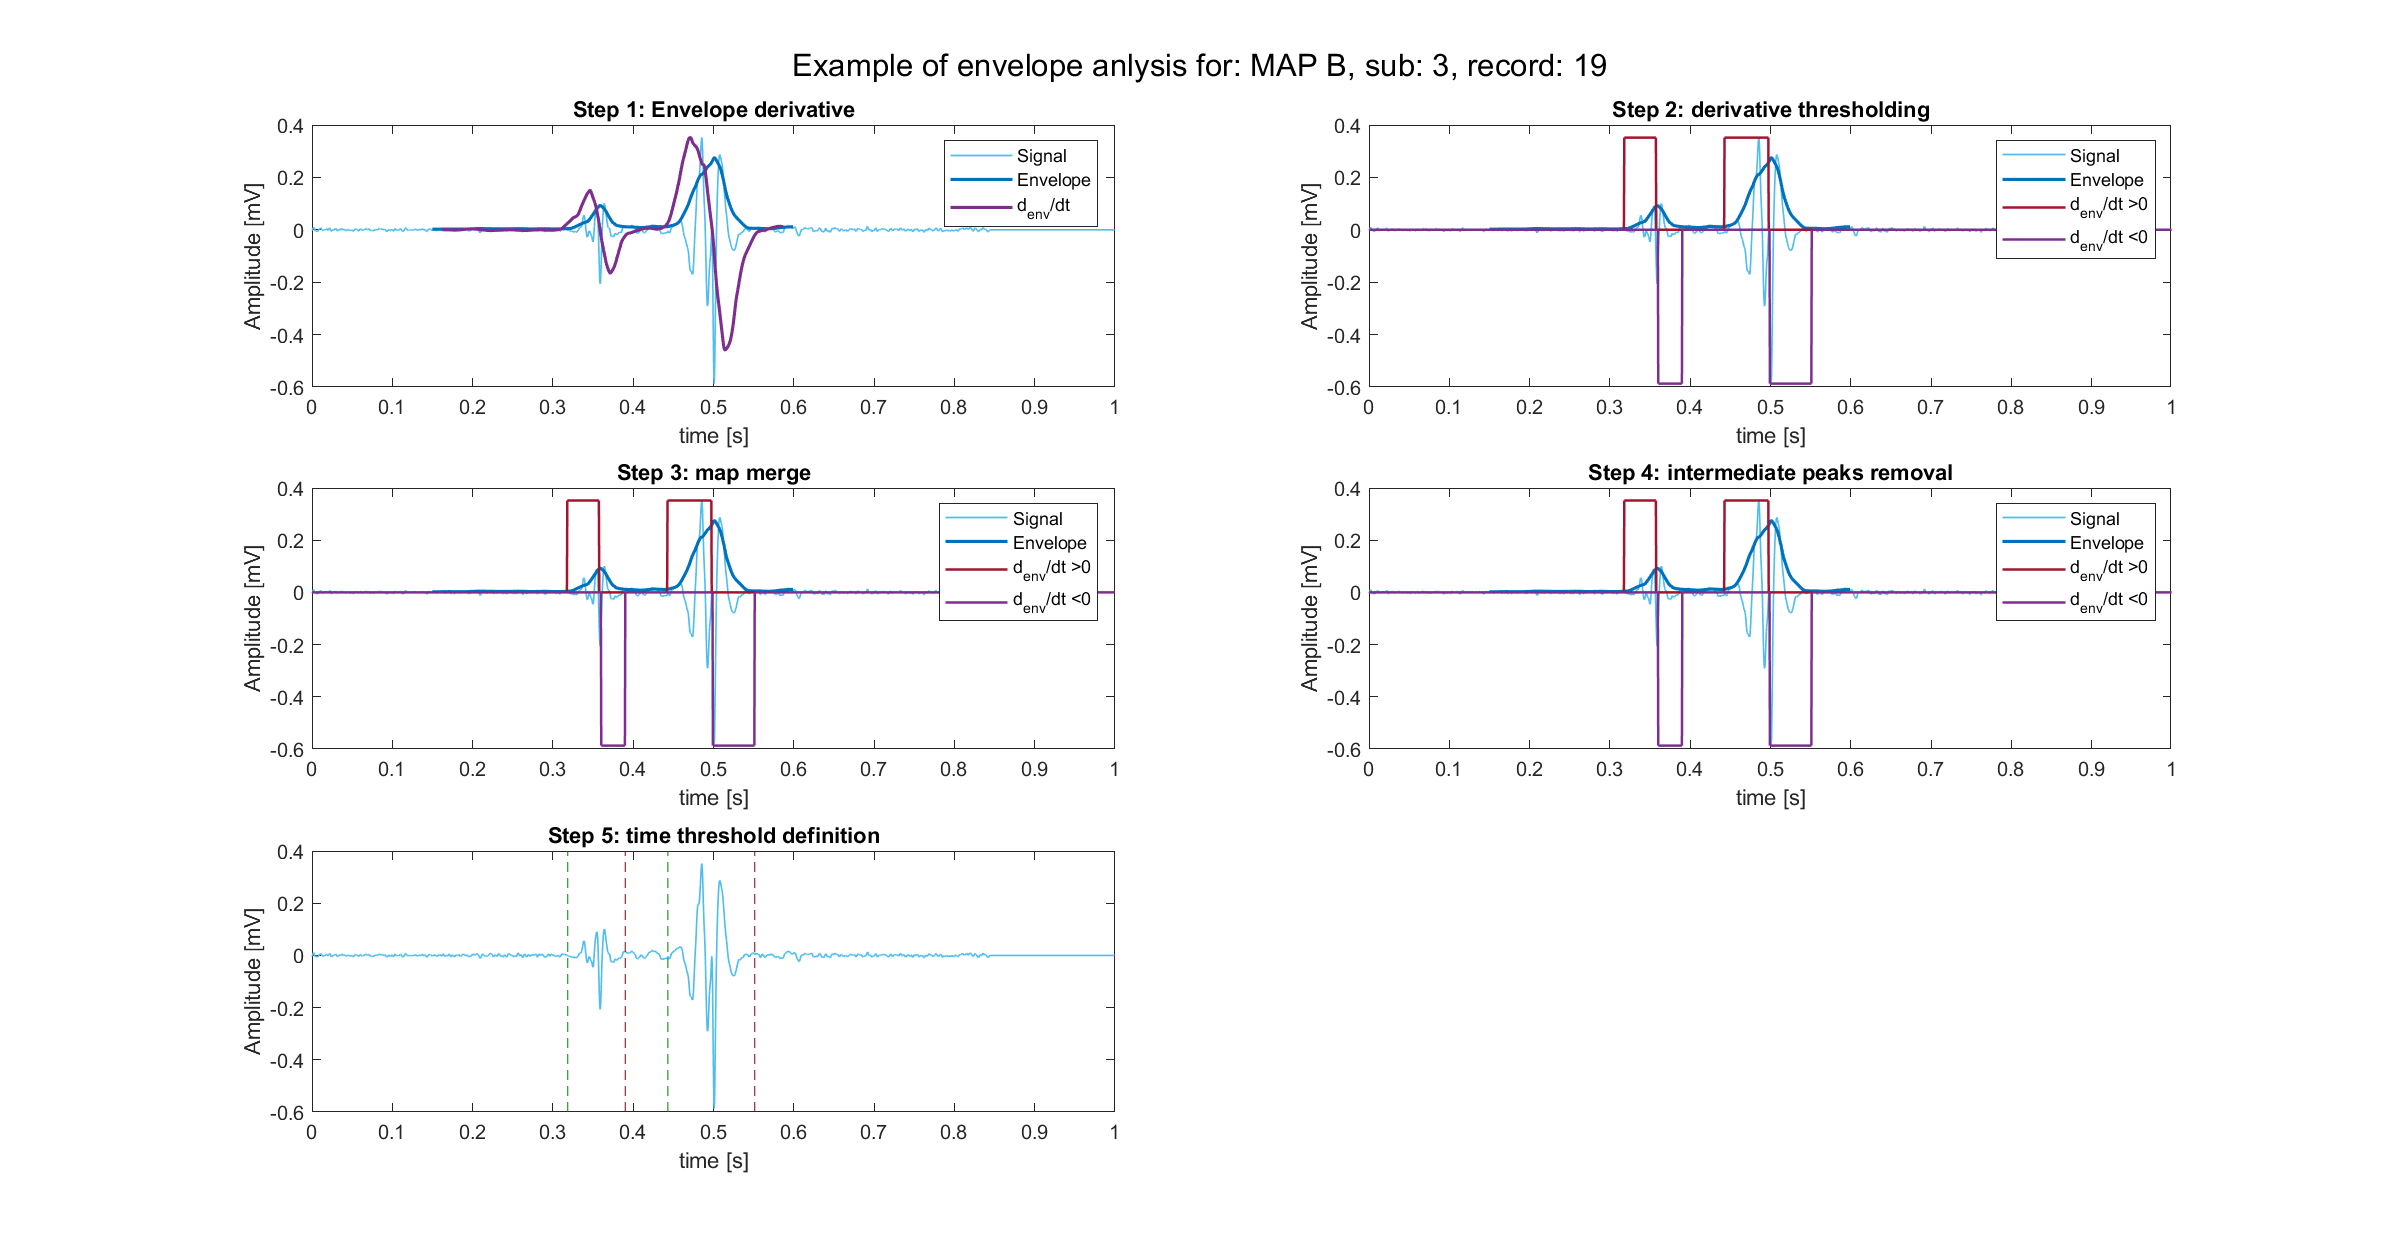 Example of envelope anlysis for: MAP B, sub: 3, record: 19
Step 1: Envelope derivative
0.4
0.2
0
-0.2
-0.4
-0.6
Amplitude [mV]
0 0.1 0.2 0.3 0.4 0.5 0.6 0.7 0.8 0.9 1
time [s]
Signal
Envelope
d_env/dt
Step 2: derivative thresholding
0.4
0.2
0
-0.2
-0.4
-0.6
Amplitude [mV]
0 0.1 0.2 0.3 0.4 0.5 0.6 0.7 0.8 0.9 1
time [s]
Signal
Envelope
d_env/dt >0
d_env/dt <0
Step 3: map merge
0.4
0.2
0
-0.2
-0.4
-0.6
Amplitude [mV]
0 0.1 0.2 0.3 0.4 0.5 0.6 0.7 0.8 0.9 1
time [s]
Signal
Envelope
d_env/dt >0
d_env/dt <0
Step 4: intermediate peaks removal
0.4
0.2
0
-0.2
-0.4
-0.6
Amplitude [mV]
0 0.1 0.2 0.3 0.4 0.5 0.6 0.7 0.8 0.9 1
time [s]
Signal
Envelope
d_env/dt >0
d_env/dt <0
Step 5: time threshold definition
0.4
0.2
0
-0.2
-0.4
-0.6
Amplitude [mV]
0 0.1 0.2 0.3 0.4 0.5 0.6 0.7 0.8 0.9 1
time [s]